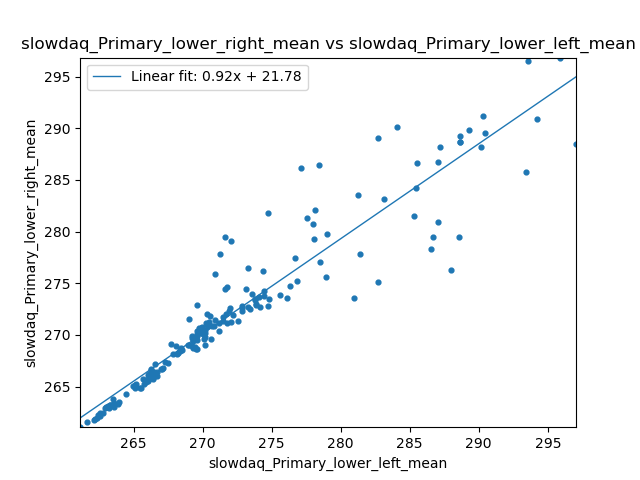 slowdaq_Primary_lower_right_mean vs slowdaq_Primary_lower_left_mean
Linear fit: 0.92x + 21.78
slowdaq_Primary_lower_right_mean
295
290
285
280
275
270
265
265 270 275 280 285 290 295
slowdaq_Primary_lower_left_mean